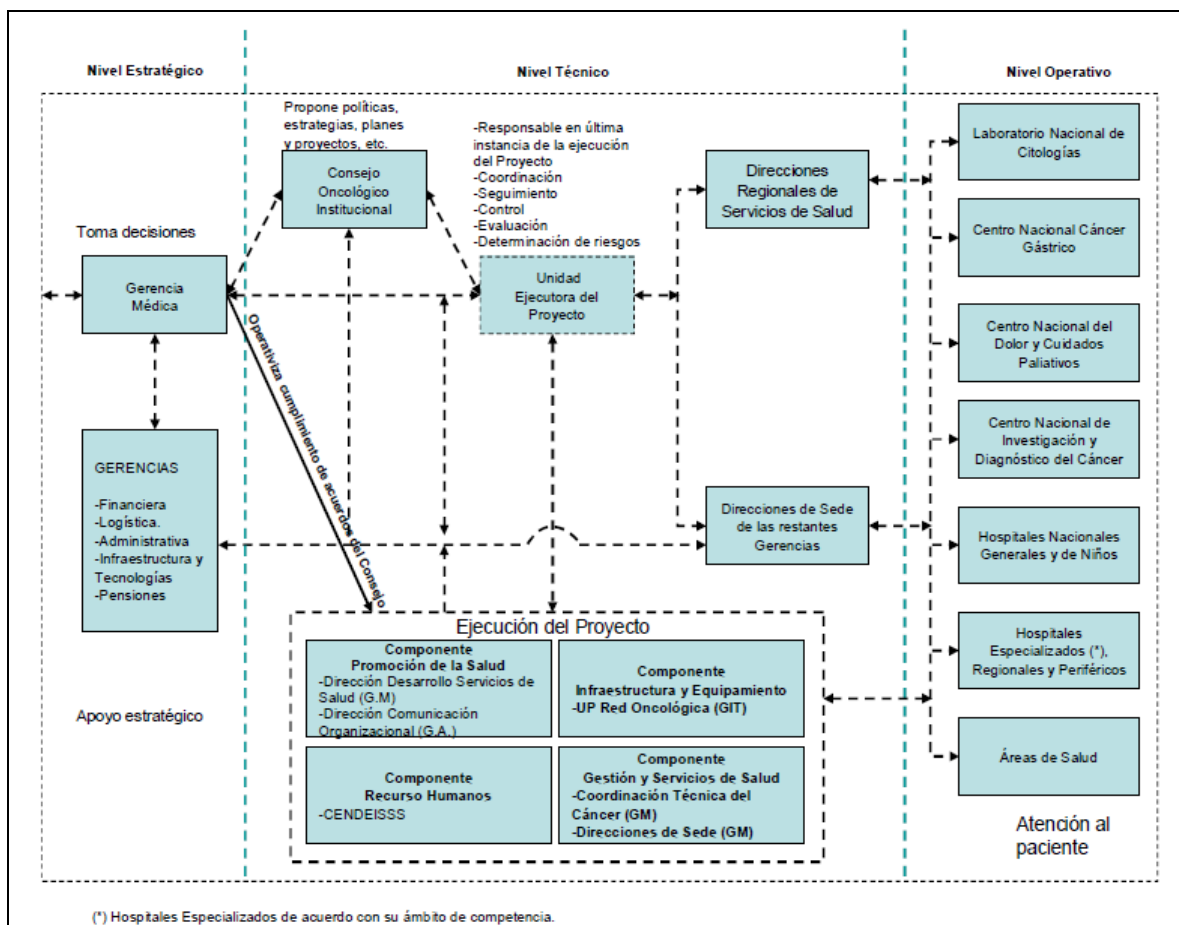 Nivel Estratégico
Nivel Técnico
Nivel Operativo
Propone políticas,
estrategias, planes
y proyectos, etc.
Consejo
Oncológico
Institucional
-Responsable en última
instancia de la ejecución
del Proyecto
-Coordinación
-Seguimiento
-Control
-Evaluación
-Determinación de riesgos
Unidad
Ejecutora del
Proyecto
Direcciones
Regionales de
Servicios de Salud
Toma decisiones
Gerencia
Médica
Operativiza cumplimiento de acuerdos del Consejo
GERENCIAS
-Financiera
-Logística.
-Administrativa
-Infraestructura y
Tecnologías
-Pensiones
Apoyo estratégico
Direcciones de Sede
de las restantes
Gerencias
Ejecución del Proyecto
Componente
Promoción de la Salud
-Dirección Desarrollo Servicios de
Salud (G.M)
-Dirección Comunicación
Organizacional (G.A.)
Componente
Infraestructura y Equipamiento
-UP Red Oncológica (GIT)
Componente
Recurso Humanos
-CENDEISSS
Componente
Gestión y Servicios de Salud
-Coordinación Técnica del
Cáncer (GM)
-Direcciones de Sede (GM)
Laboratorio Nacional de
Citologías
Centro Nacional Cáncer
Gástrico
Centro Nacional del
Dolor y Cuidados
Paliativos
Centro Nacional de
Investigación y
Diagnóstico del Cáncer
Hospitales Nacionales
Generales y de Niños
Hospitales
Especializados (*),
Regionales y Periféricos
Áreas de Salud
Atención al
paciente
(*) Hospitales Especializados de acuerdo con su ámbito de competencia.